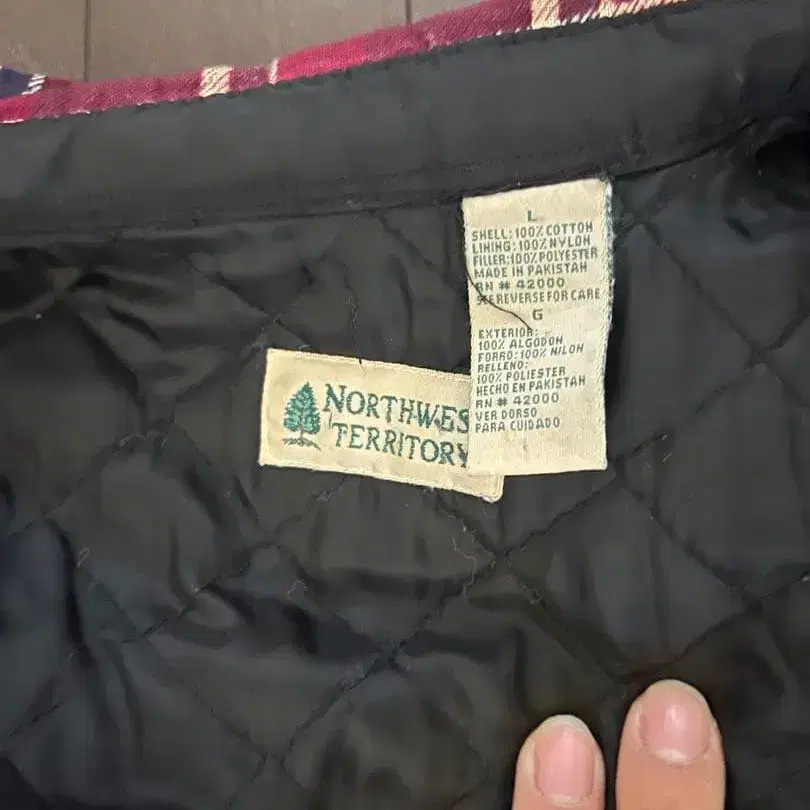 NORTHWES
TERRITORY
L
SHELL: 100% COTTON
LINING: 100% NYLON
FILLER: 100% POLYESTER
MADE IN PAKISTAN
RN # 42000
SEE REVERSE FOR CARE
G
EXTERIOR:
100% ALGODON
FORRO: 100% NILON
RELLENO:
100% POLIESTER
HECHO EN PAKISTAN
RN # 42000
VER DORSO
PARA CUIDADO